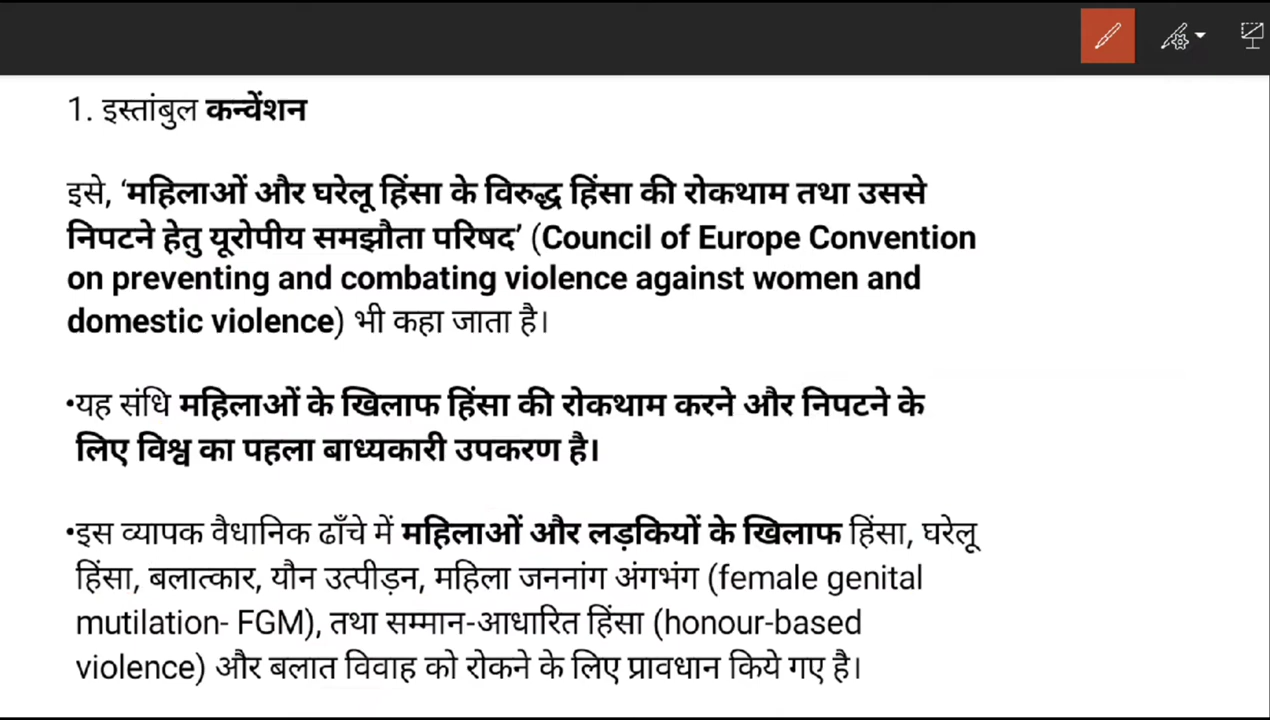 1. इस्तांबुल कन्वेंशन
इसे, ‘महिलाओं और घरेलू हिंसा के विरुद्ध हिंसा की रोकथाम तथा उससे
निपटने हेतु यूरोपीय समझौता परिषद’ (Council of Europe Convention
on preventing and combating violence against women and
domestic violence) भी कहा जाता है।
•यह संधि महिलाओं के खिलाफ हिंसा की रोकथाम करने और निपटने के
लिए विश्व का पहला बाध्यकारी उपकरण है।
•इस व्यापक वैधानिक ढाँचे में महिलाओं और लड़कियों के खिलाफ हिंसा, घरेलू
हिंसा, बलात्कार, यौन उत्पीड़न, महिला जननांग अंगभंग (female genital
mutilation- FGM), तथा सम्मान-आधारित हिंसा (honour-based
violence) और बलात विवाह को रोकने के लिए प्रावधान किये गए है।